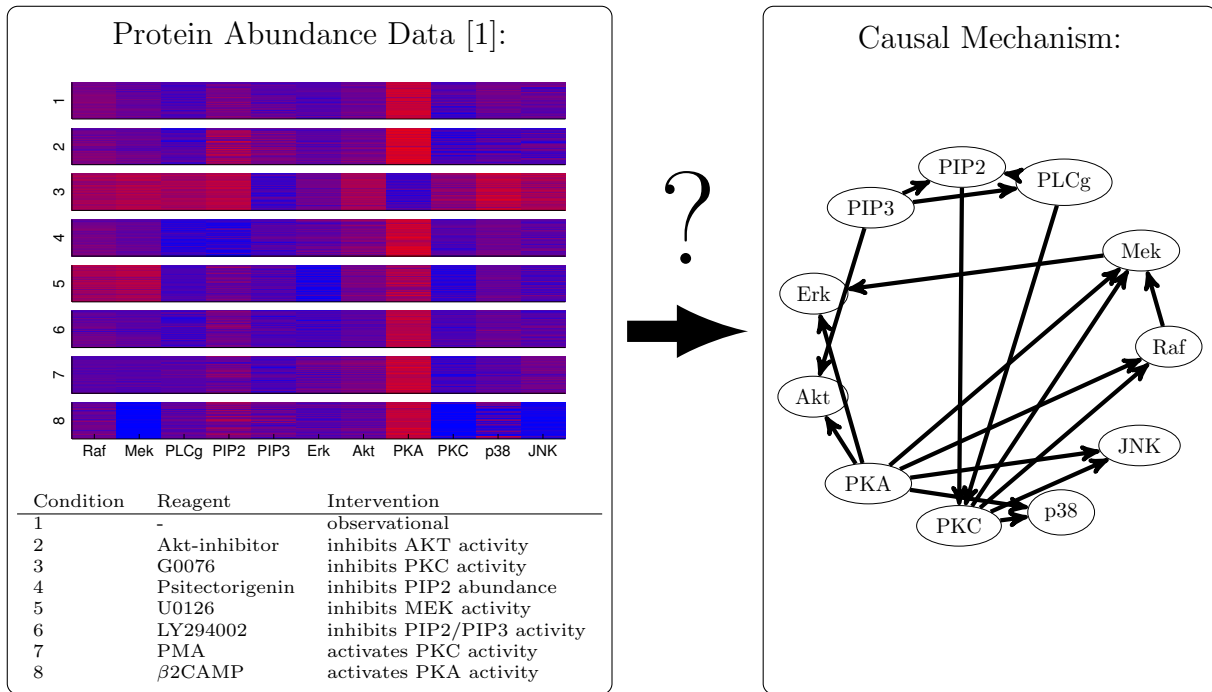 Protein Abundance Data [1]:
1
2
3
4
5
6
7
8
Raf Mek PLCg PIP2 PIP3 Erk Akt PKA PKC p38 JNK
Condition Reagent Intervention
1 - observational
2 Akt-inhibitor inhibits AKT activity
3 G0076 inhibits PKC activity
4 Psitectorigenin inhibits PIP2 abundance
5 U0126 inhibits MEK activity
6 LY294002 inhibits PIP2/PIP3 activity
7 PMA activates PKC activity
8 β2CAMP activates PKA activity
?
Causal Mechanism:
PIP2
PLCg
PIP3
Mek
Erk
Raf
Akt
JNK
PKA
p38
PKC